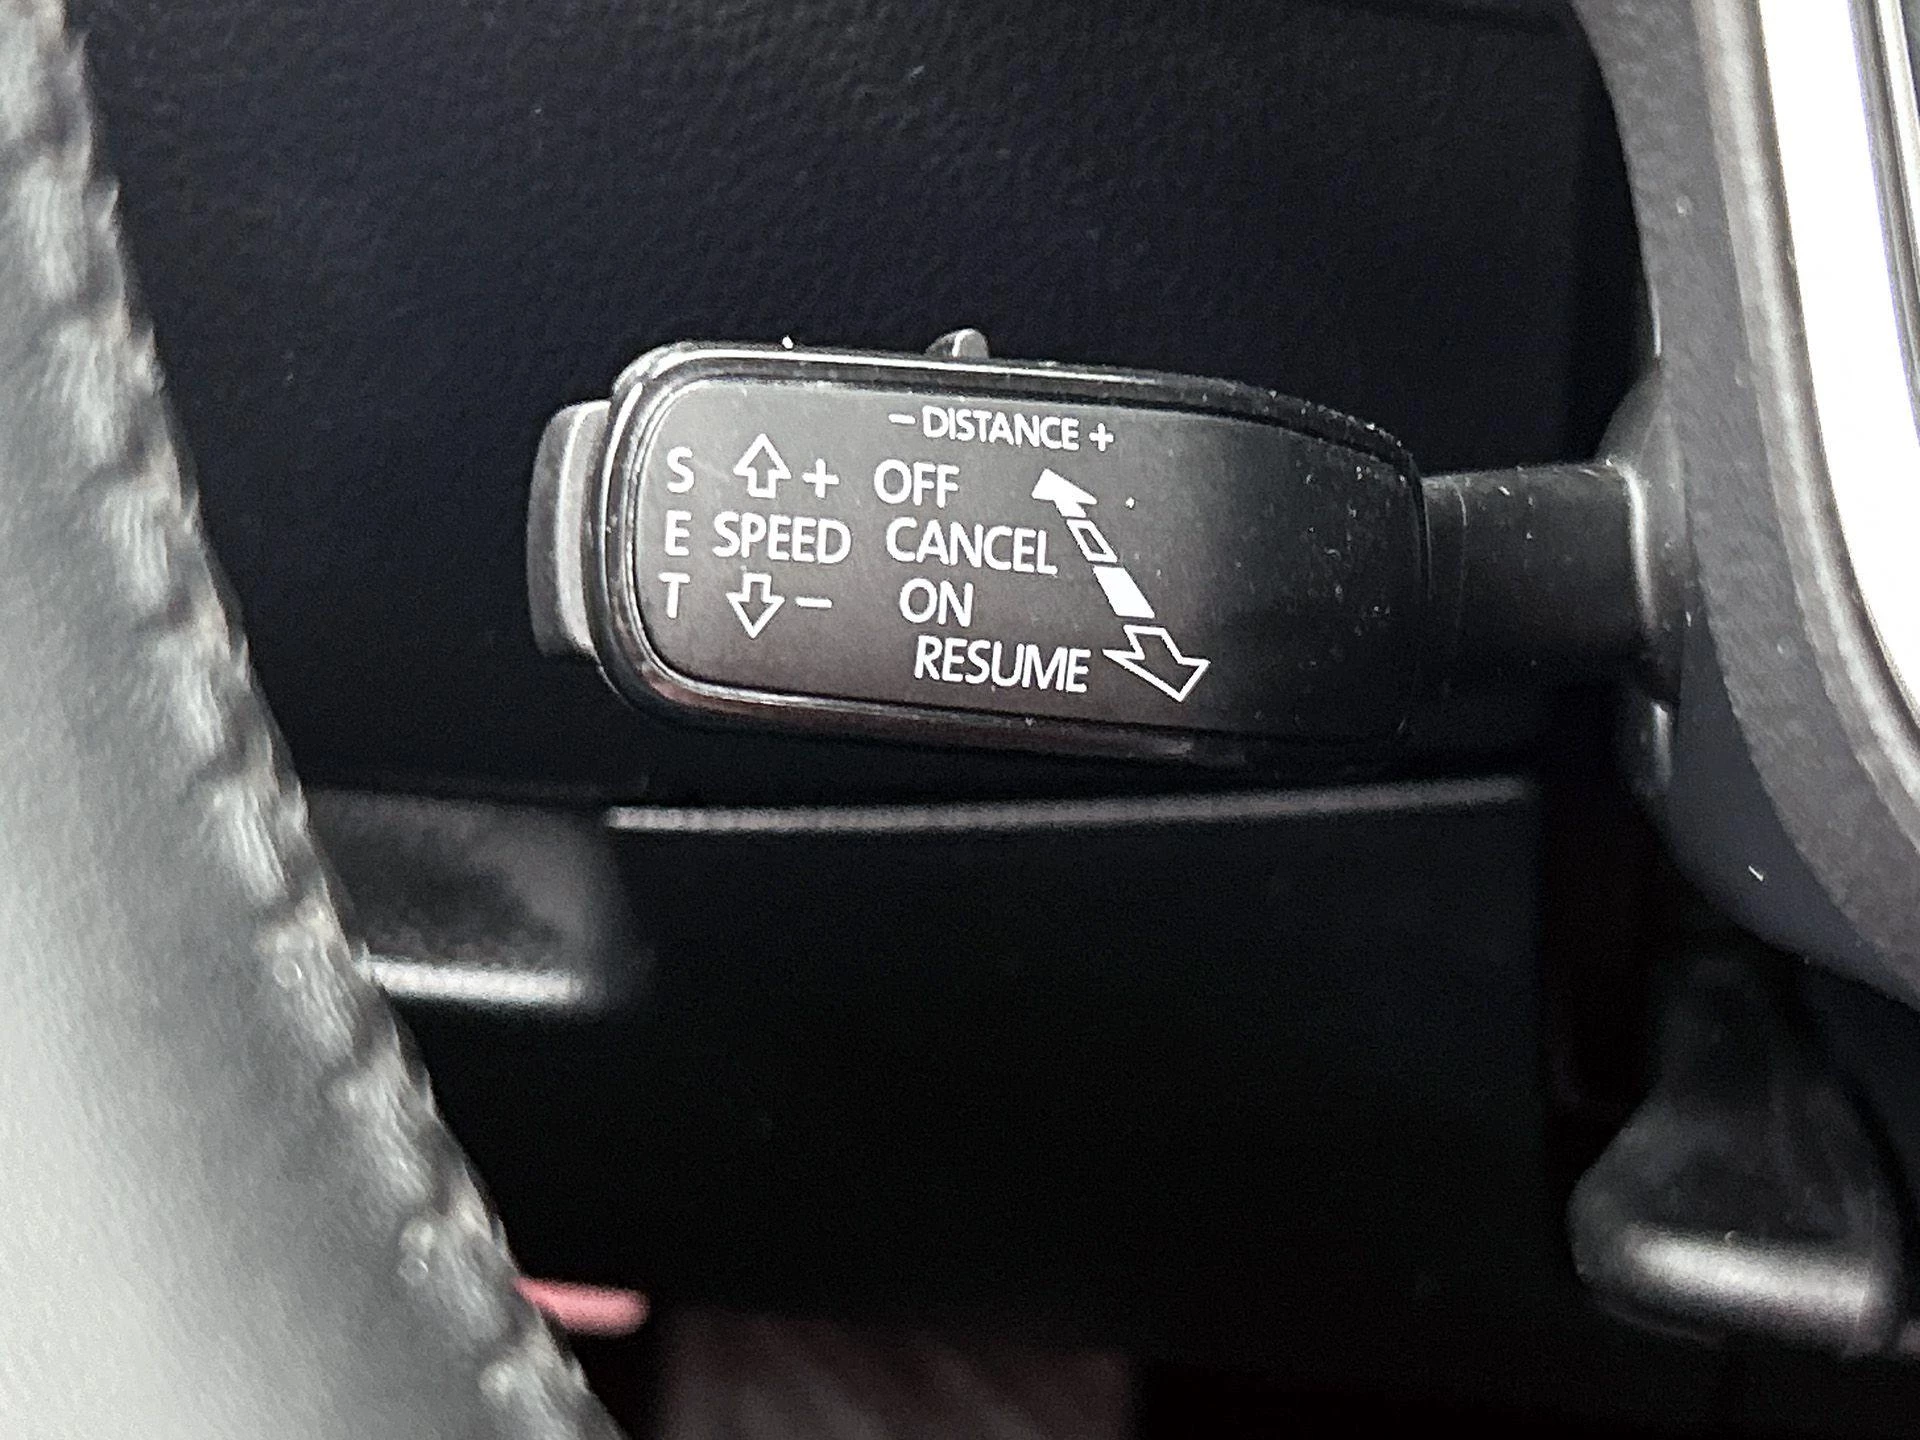 − DISTANCE +
S + OFF
E SPEED CANCEL
T − ON
RESUME